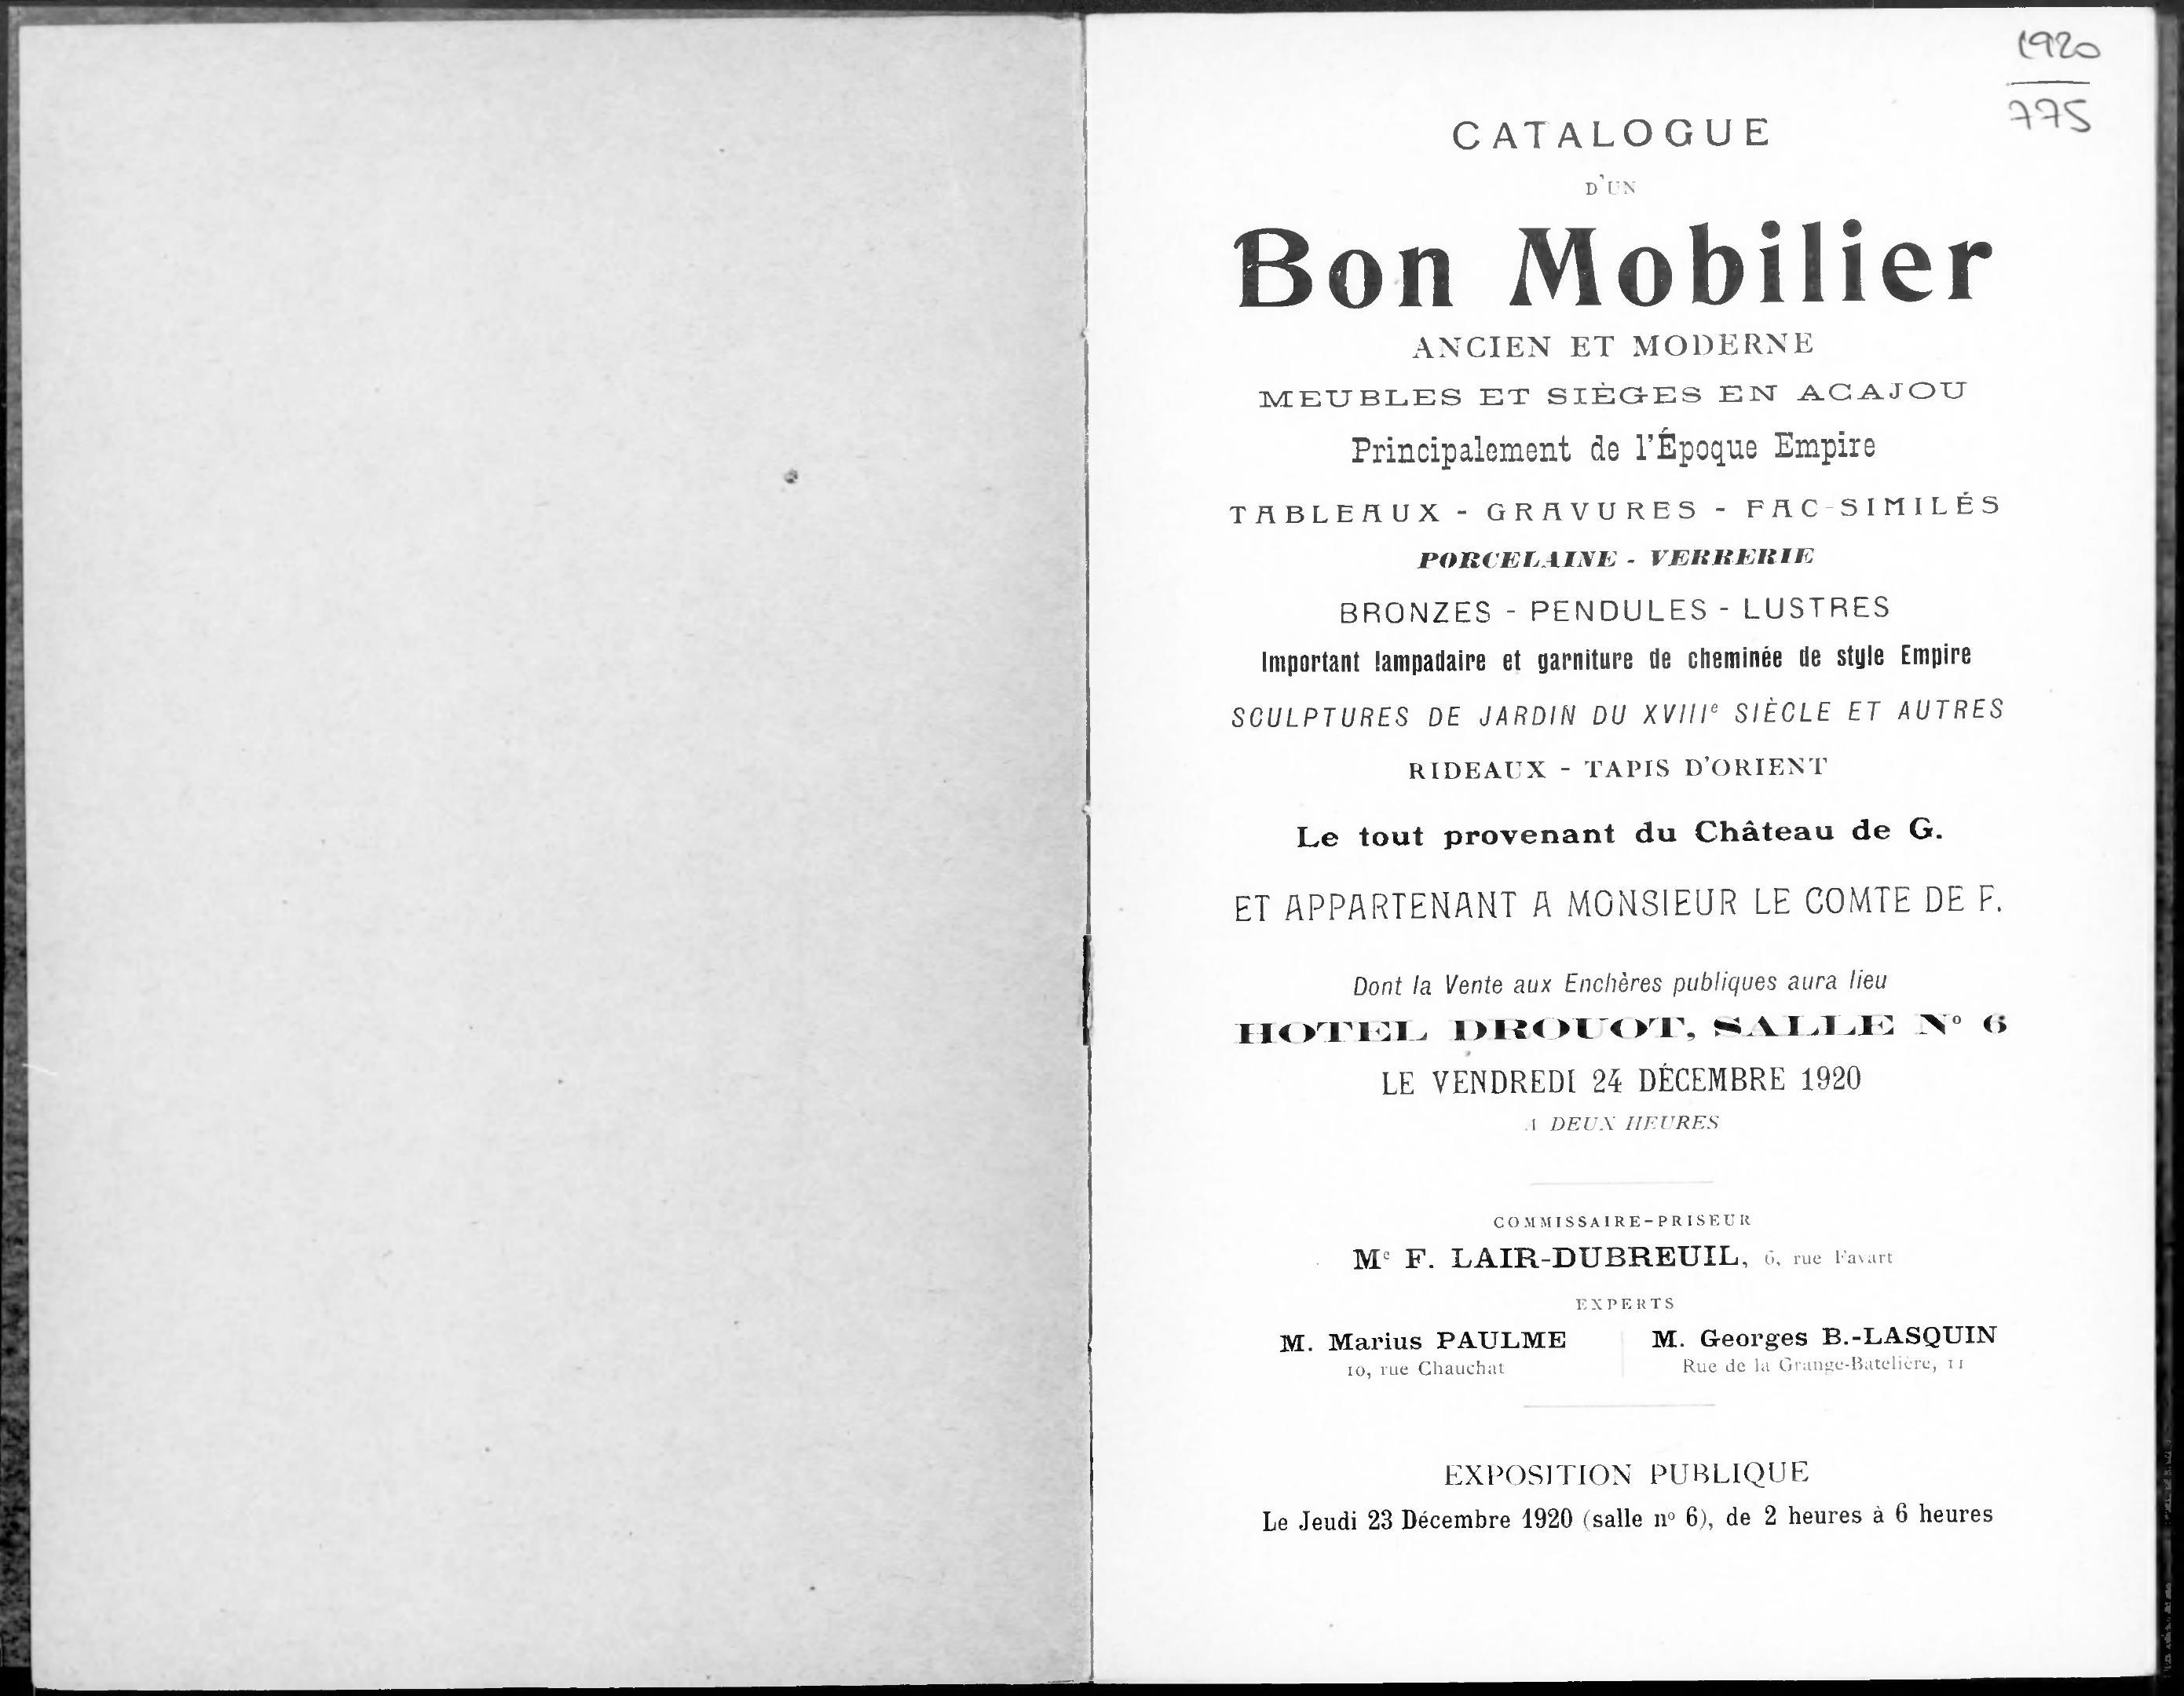 1920
775
CATALOGUE
D'UN
Bon Mobilier
ANCIEN ET MODERNE
MEUBLES ET SIÈGES EN ACAJOU
Principalement de l'Époque Empire
TABLEAUX - GRAVURES - FAC-SIMILÉS
PORCELAINE - VERRERIE
BRONZES - PENDULES - LUSTRES
Important lampadaire et garniture de cheminée de style Empire
SCULPTURES DE JARDIN DU XVIIIe SIÈCLE ET AUTRES
RIDEAUX - TAPIS D'ORIENT
Le tout provenant du Château de G.
ET APPARTENANT A MONSIEUR LE COMTE DE F.
Dont la Vente aux Enchères publiques aura lieu
HOTEL DROUOT, SALLE N° 6
LE VENDREDI 24 DÉCEMBRE 1920
A DEUX HEURES
COMMISSAIRE-PRISEUR
Me F. LAIR-DUBREUIL, 6, rue Favart
EXPERTS
M. Marius PAULME
10, rue Chauchat
M. Georges B.-LASQUIN
Rue de la Grange-Batelière, 11
EXPOSITION PUBLIQUE
Le Jeudi 23 Décembre 1920 (salle n° 6), de 2 heures à 6 heures